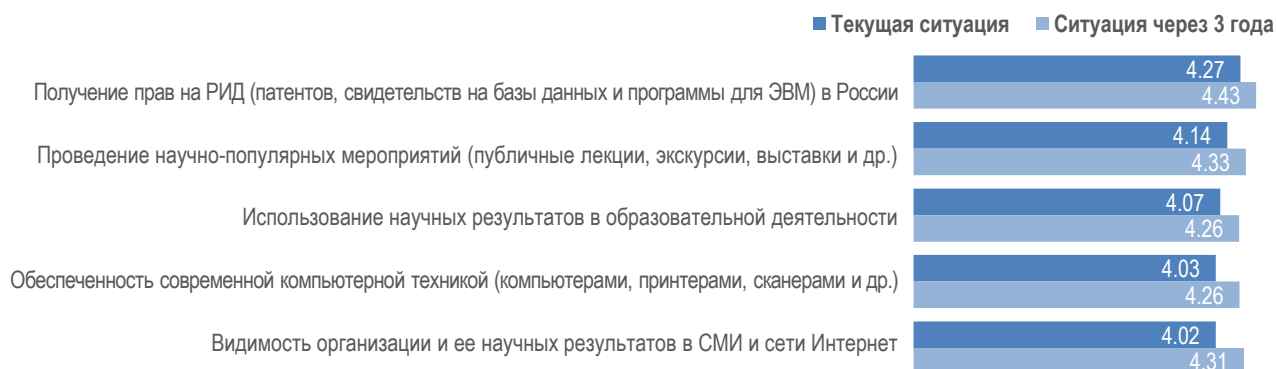 Текущая ситуация Ситуация через 3 года
Получение прав на РИД (патентов, свидетельств на базы данных и программы для ЭВМ) в России
4.27
4.43
Проведение научно-популярных мероприятий (публичные лекции, экскурсии, выставки и др.)
4.14
4.33
Использование научных результатов в образовательной деятельности
4.07
4.26
Обеспеченность современной компьютерной техникой (компьютерами, принтерами, сканерами и др.)
4.03
4.26
Видимость организации и ее научных результатов в СМИ и сети Интернет
4.02
4.31